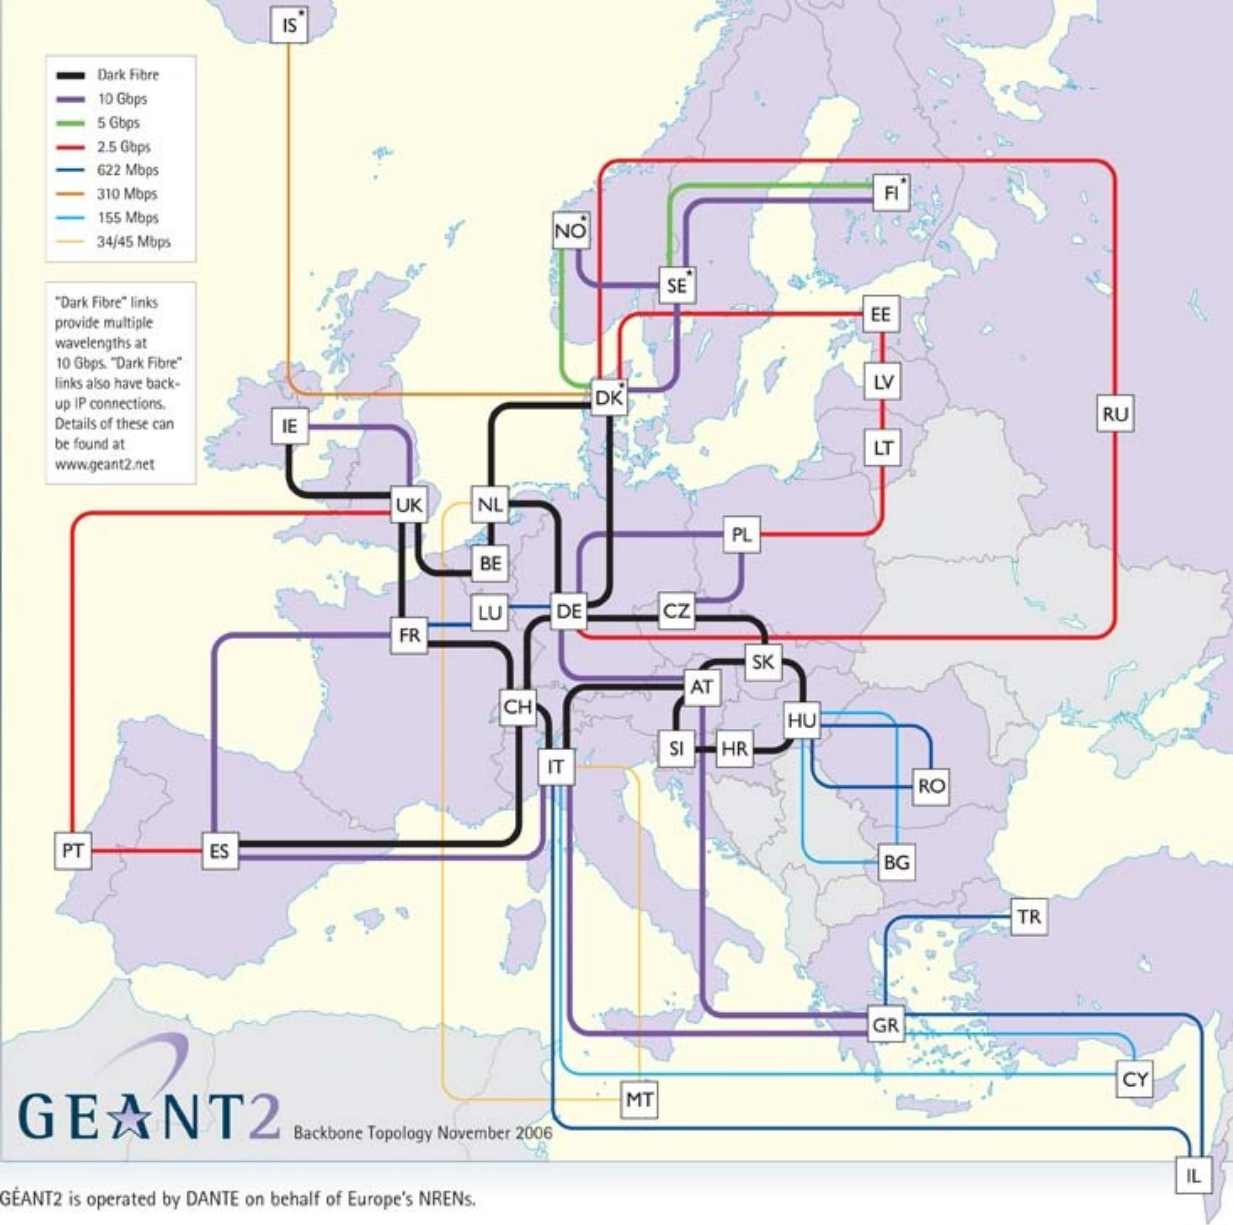 IS*
Dark Fibre
10 Gbps
5 Gbps
2.5 Gbps
622 Mbps
310 Mbps
155 Mbps
34/45 Mbps
"Dark Fibre" links
provide multiple
wavelengths at
10 Gbps. "Dark Fibre"
links also have back-
up IP connections.
Details of these can
be found at
www.geant2.net
FI*
NO*
SE*
EE
LV
DK*
RU
IE
LT
UK
NL
PL
BE
LU
DE
CZ
FR
SK
AT
CH
HU
SI
HR
IT
RO
PT
ES
BG
TR
GR
CY
MT
GEANT2
Backbone Topology November 2006
IL
GÉANT2 is operated by DANTE on behalf of Europe's NRENs.